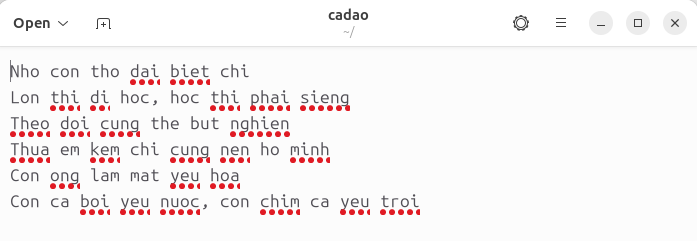 Open
cadao
~/
Nho con tho dai biet chi
Lon thi di hoc, hoc thi phai sieng
Theo doi cung the but nghien
Thua em kem chi cung nen ho minh
Con ong lam mat yeu hoa
Con ca boi yeu nuoc, con chim ca yeu troi